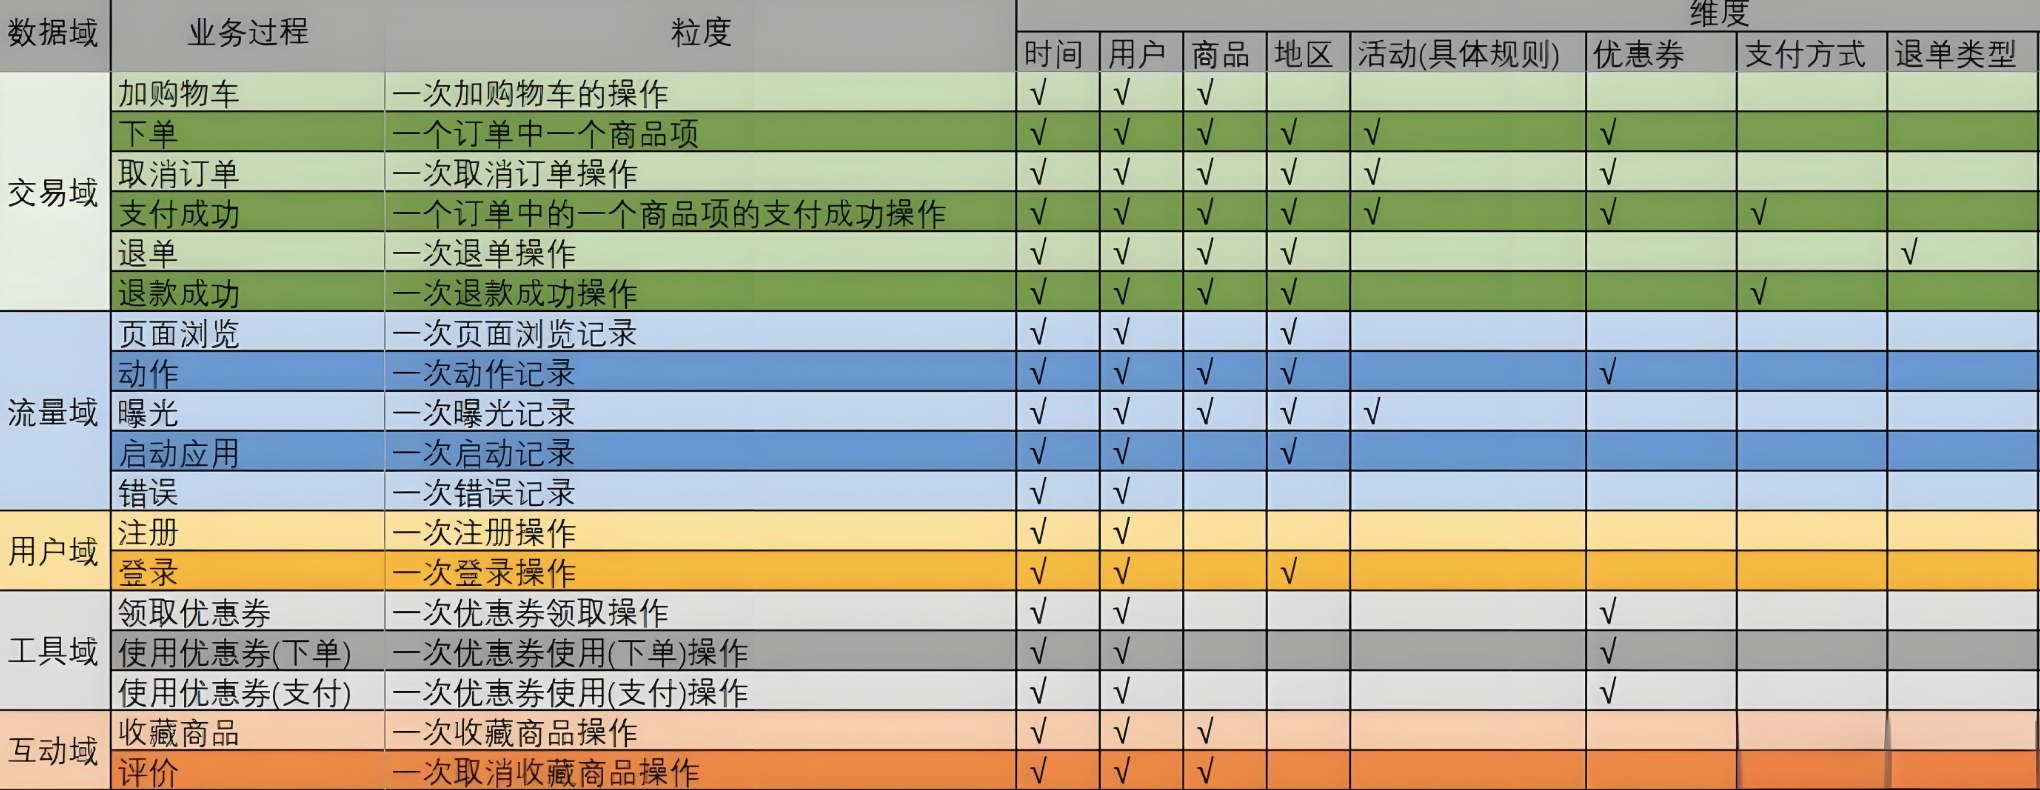 数据域 业务过程 粒度 维度
时间 用户 商品 地区 活动(具体规则) 优惠券 支付方式 退单类型
交易域
加购物车 一次加购物车的操作 √ √ √
下单 一个订单中一个商品项 √ √ √ √ √ √
取消订单 一次取消订单操作 √ √ √ √ √ √
支付成功 一个订单中的一个商品项的支付成功操作 √ √ √ √ √ √ √
退单 一次退单操作 √ √ √ √ √
退款成功 一次退款成功操作 √ √ √ √ √
流量域
页面浏览 一次页面浏览记录 √ √ √
动作 一次动作记录 √ √ √ √ √
曝光 一次曝光记录 √ √ √ √ √
启动应用 一次启动记录 √ √ √
错误 一次错误记录 √ √
用户域
注册 一次注册操作 √ √
登录 一次登录操作 √ √ √
工具域
领取优惠券 一次优惠券领取操作 √ √ √
使用优惠券(下单) 一次优惠券使用(下单)操作 √ √ √
使用优惠券(支付) 一次优惠券使用(支付)操作 √ √ √
互动域
收藏商品 一次收藏商品操作 √ √ √
评价 一次取消收藏商品操作 √ √ √